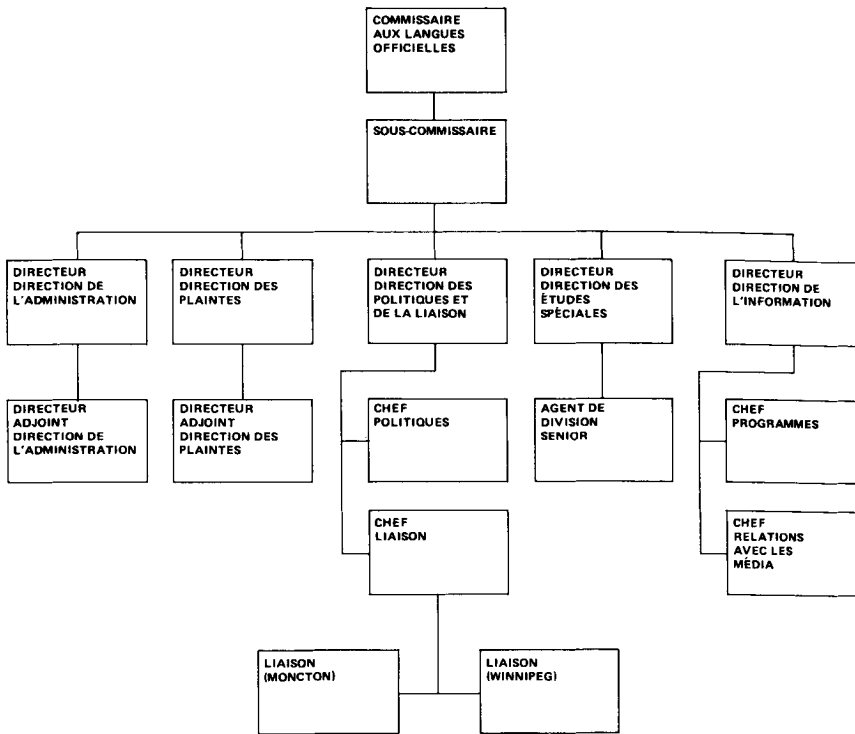 COMMISSAIRE
AUX LANGUES
OFFICIELLES
SOUS-COMMISSAIRE
DIRECTEUR
DIRECTION DE
L'ADMINISTRATION
DIRECTEUR
DIRECTION DES
PLAINTES
DIRECTEUR
DIRECTION DES
POLITIQUES ET
DE LA LIAISON
DIRECTEUR
DIRECTION DES
ÉTUDES
SPÉCIALES
DIRECTEUR
DIRECTION DE
L'INFORMATION
DIRECTEUR
ADJOINT
DIRECTION DE
L'ADMINISTRATION
DIRECTEUR
ADJOINT
DIRECTION DES
PLAINTES
CHEF
POLITIQUES
AGENT DE
DIVISION
SENIOR
CHEF
PROGRAMMES
CHEF
LIAISON
CHEF
RELATIONS
AVEC LES
MÉDIA
LIAISON
(MONCTON)
LIAISON
(WINNIPEG)